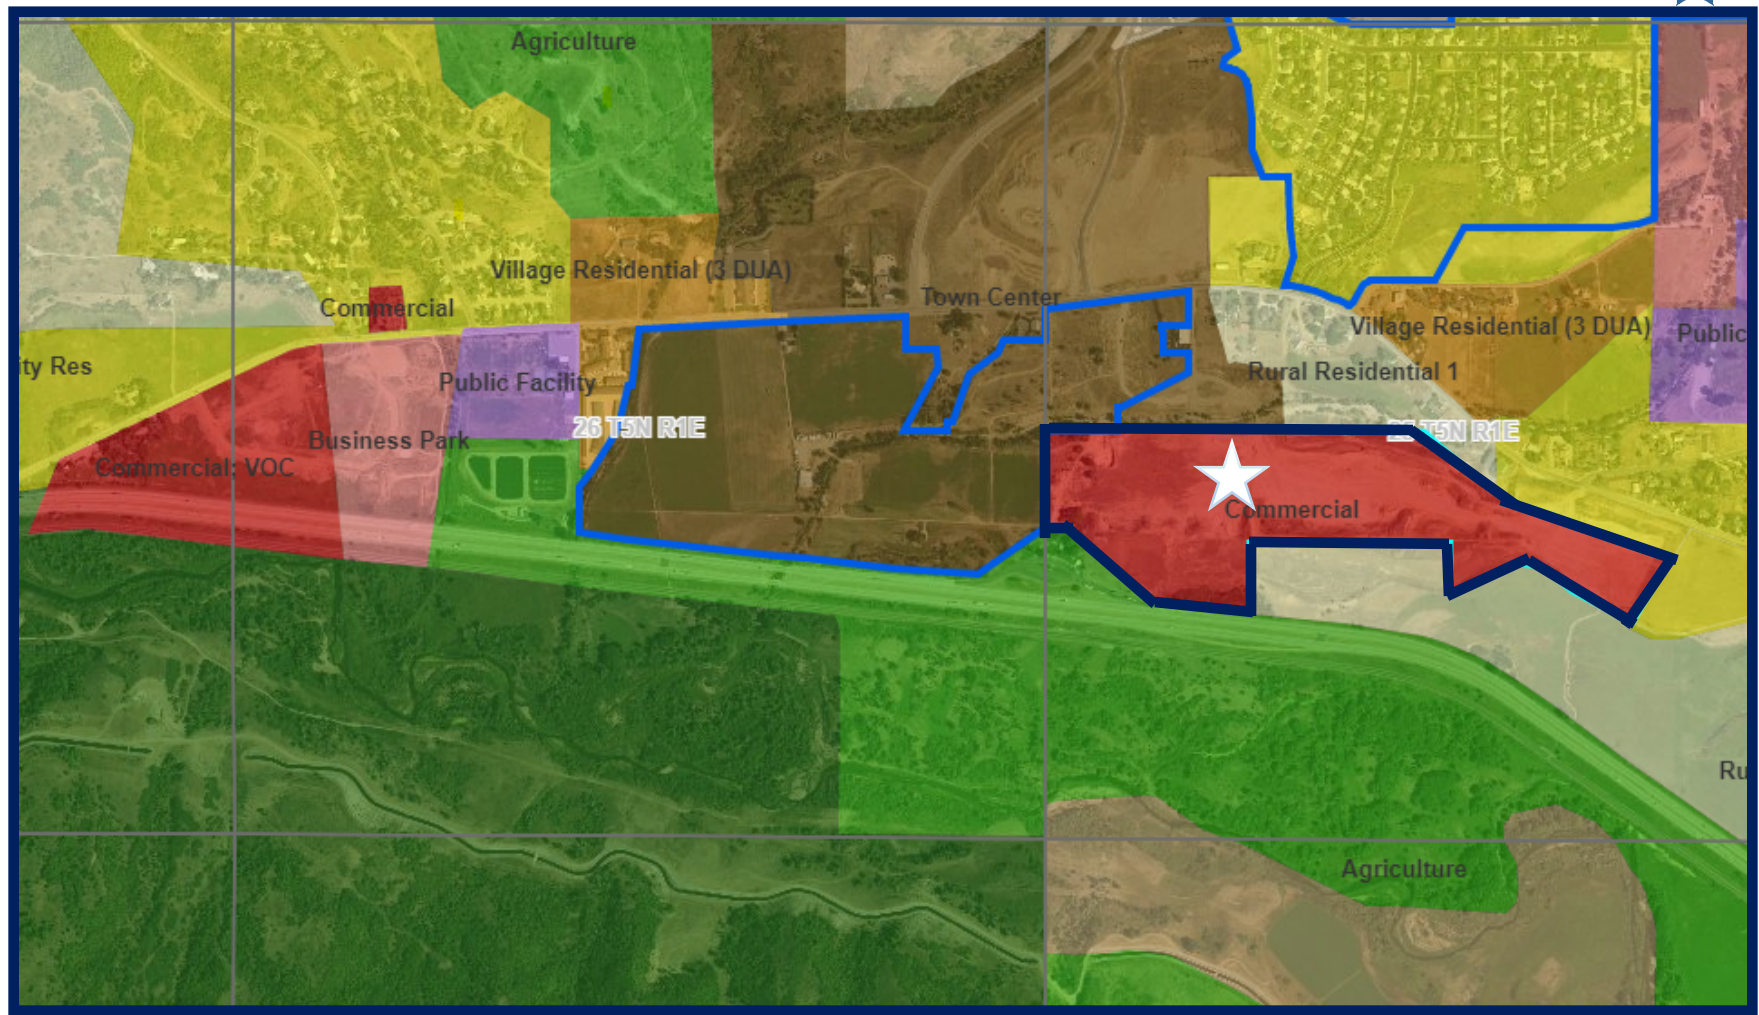 Agriculture
Village Residential (3 DUA)
Town Center
Commercial
Village Residential (3 DUA)
Public
ity Res
Public Facility
Rural Residential 1
26 T5N R1E
T5N R1E
Business Park
Commercial; VOC
Commercial
Ru
Agriculture